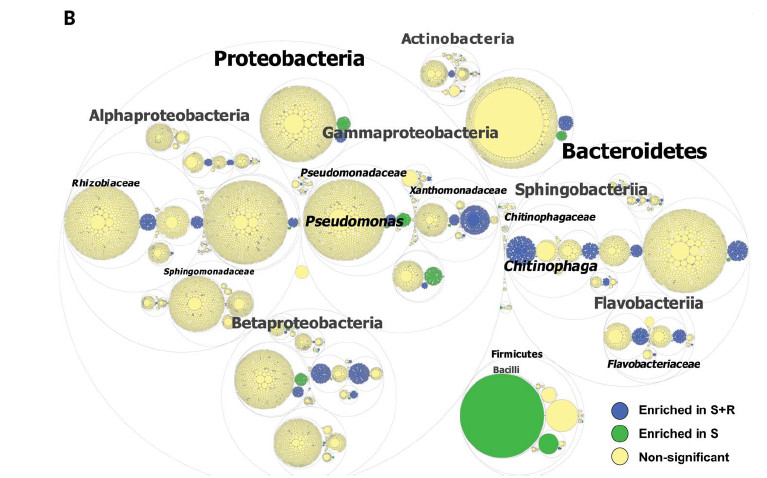 B
Actinobacteria
Proteobacteria
Alphaproteobacteria
Gammaproteobacteria
Bacteroidetes
Pseudomonadaceae
Rhizobiaceae
Xanthomonadaceae
Sphingobacteriia
Chitinophagaceae
Pseudomonas
Chitinophaga
Sphingomonadaceae
Flavobacteriia
Betaproteobacteria
Firmicutes
Flavobacteriaceae
Bacilli
Enriched in S+R
Enriched in S
Non-significant